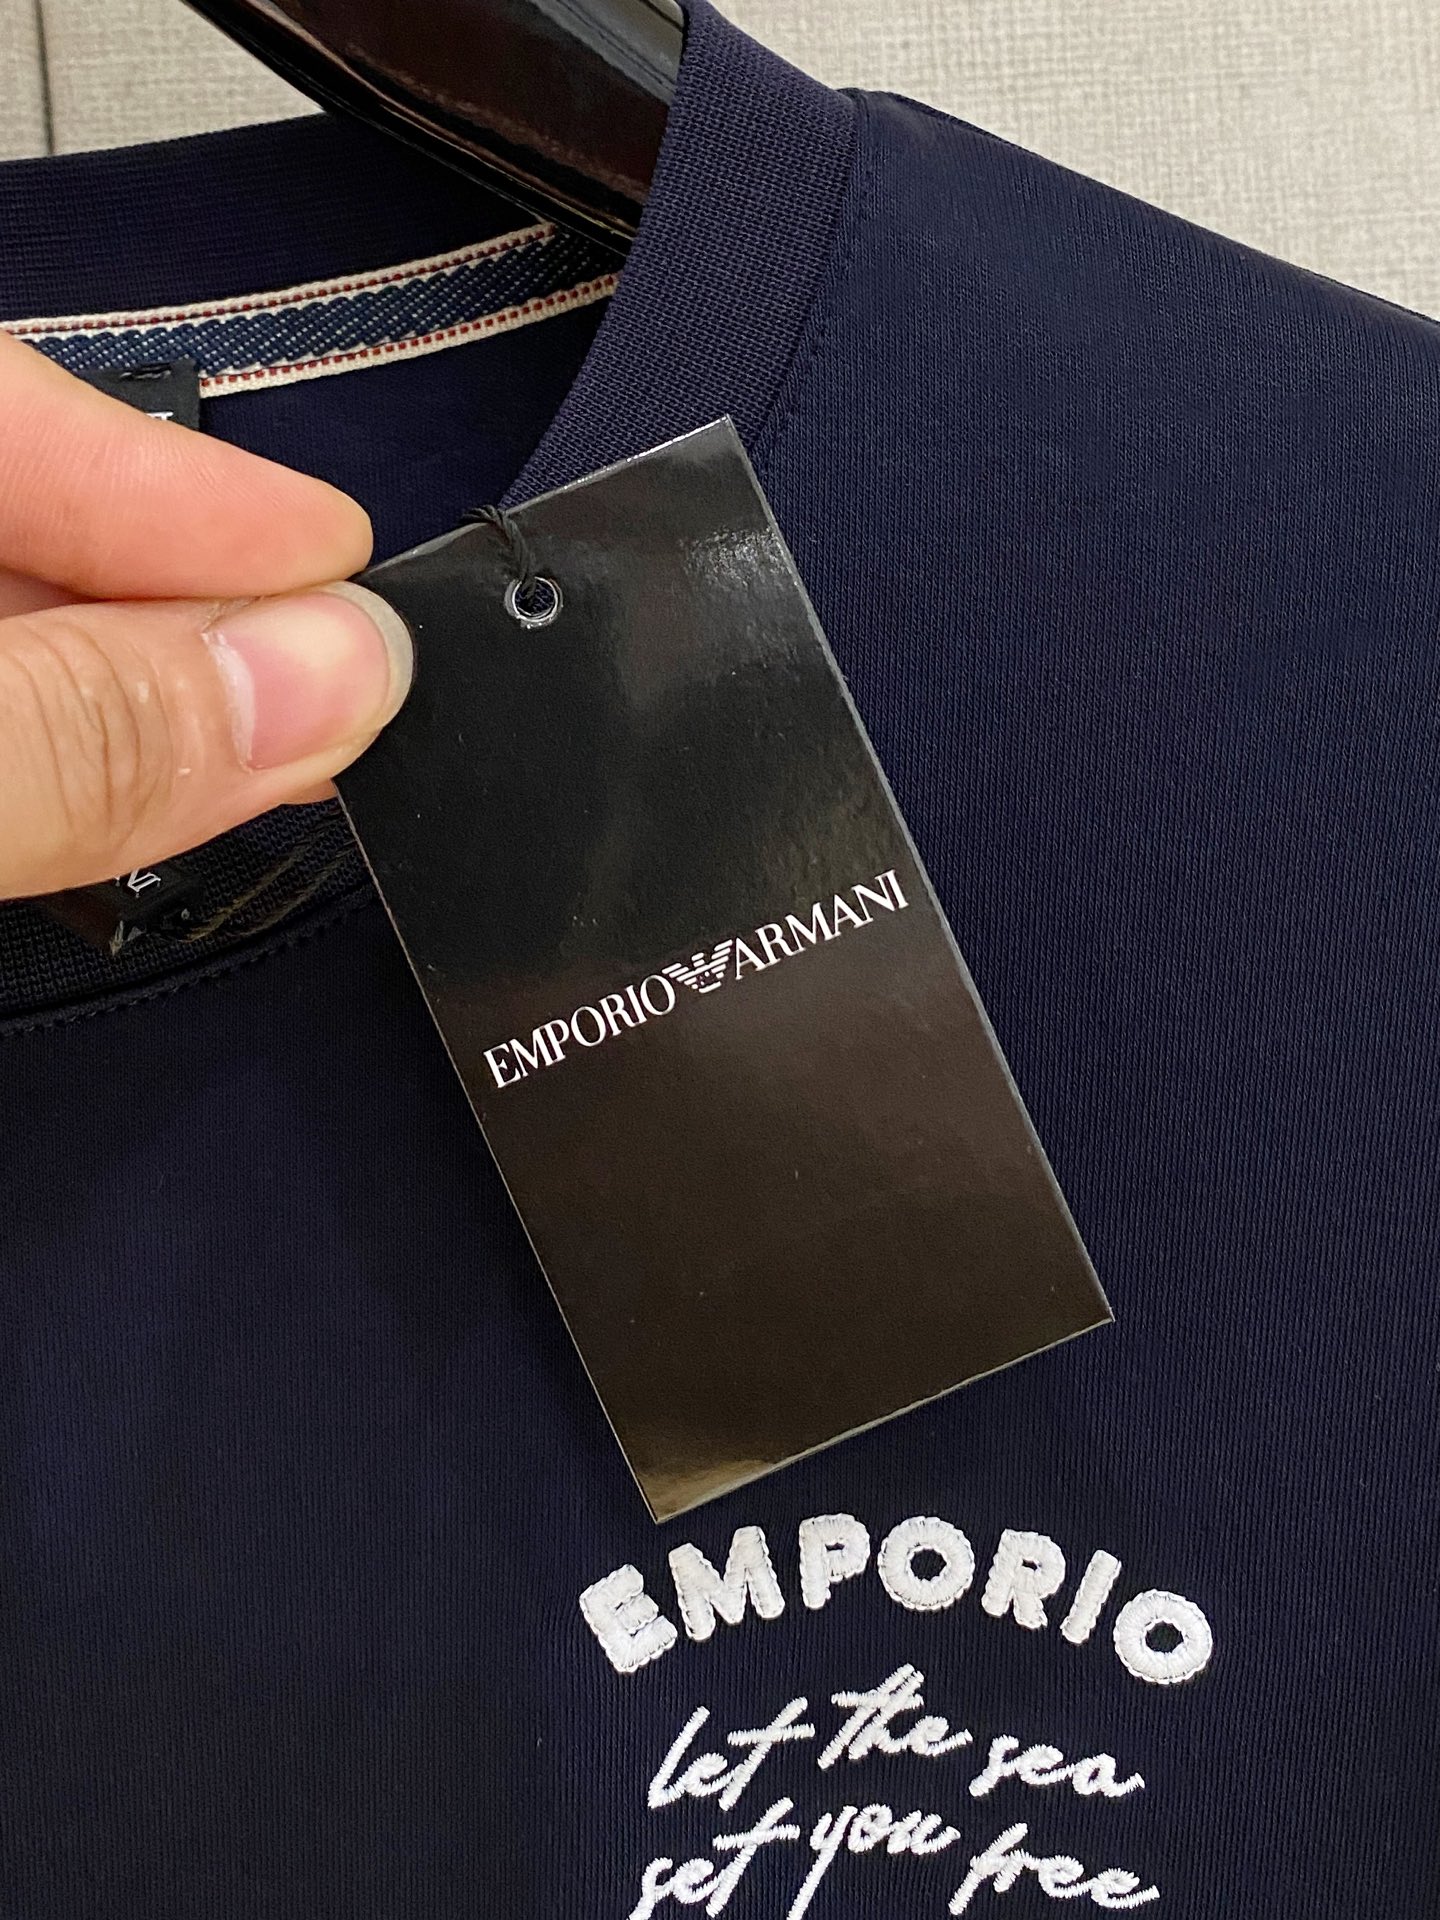 EMPORIO ARMANI
EMPORIO
let the sea
set you free